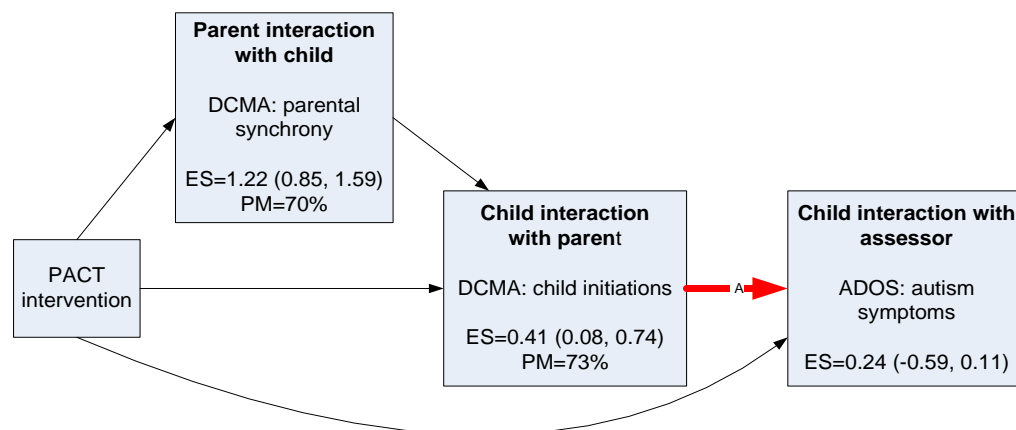 Parent interaction
with child
DCMA: parental
synchrony
ES=1.22 (0.85, 1.59)
PM=70%
PACT
intervention
Child interaction
with parent
DCMA: child initiations
ES=0.41 (0.08, 0.74)
PM=73%
A
Child interaction with
assessor
ADOS: autism
symptoms
ES=0.24 (-0.59, 0.11)